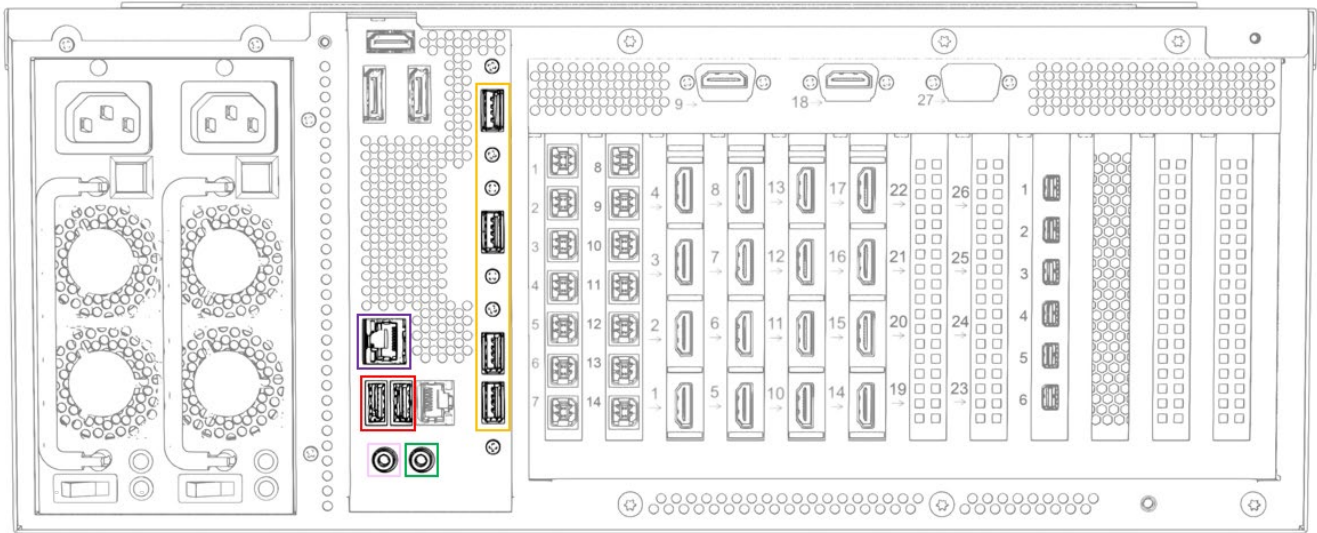 9→ 18→ 27→
1 8 4→ 8→ 13→ 17→ 22→ 26→ 1
2 9 2
3 10 3→ 7→ 12→ 16→ 21→ 25→ 3
4 11 4
5 12 2→ 6→ 11→ 15→ 20→ 24→ 5
6 13 6
7 14 1→ 5→ 10→ 14→ 19→ 23→